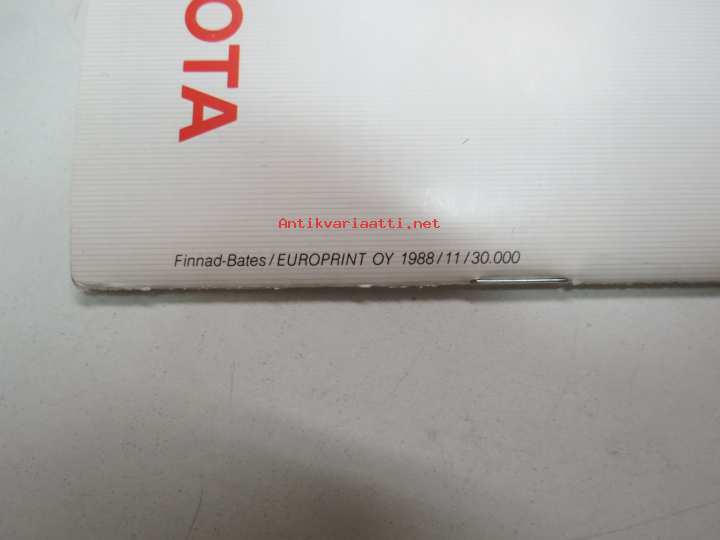 OTA
Antikvariaatti.net
Finnad-Bates/EUROPRINT OY 1988/11/30.000